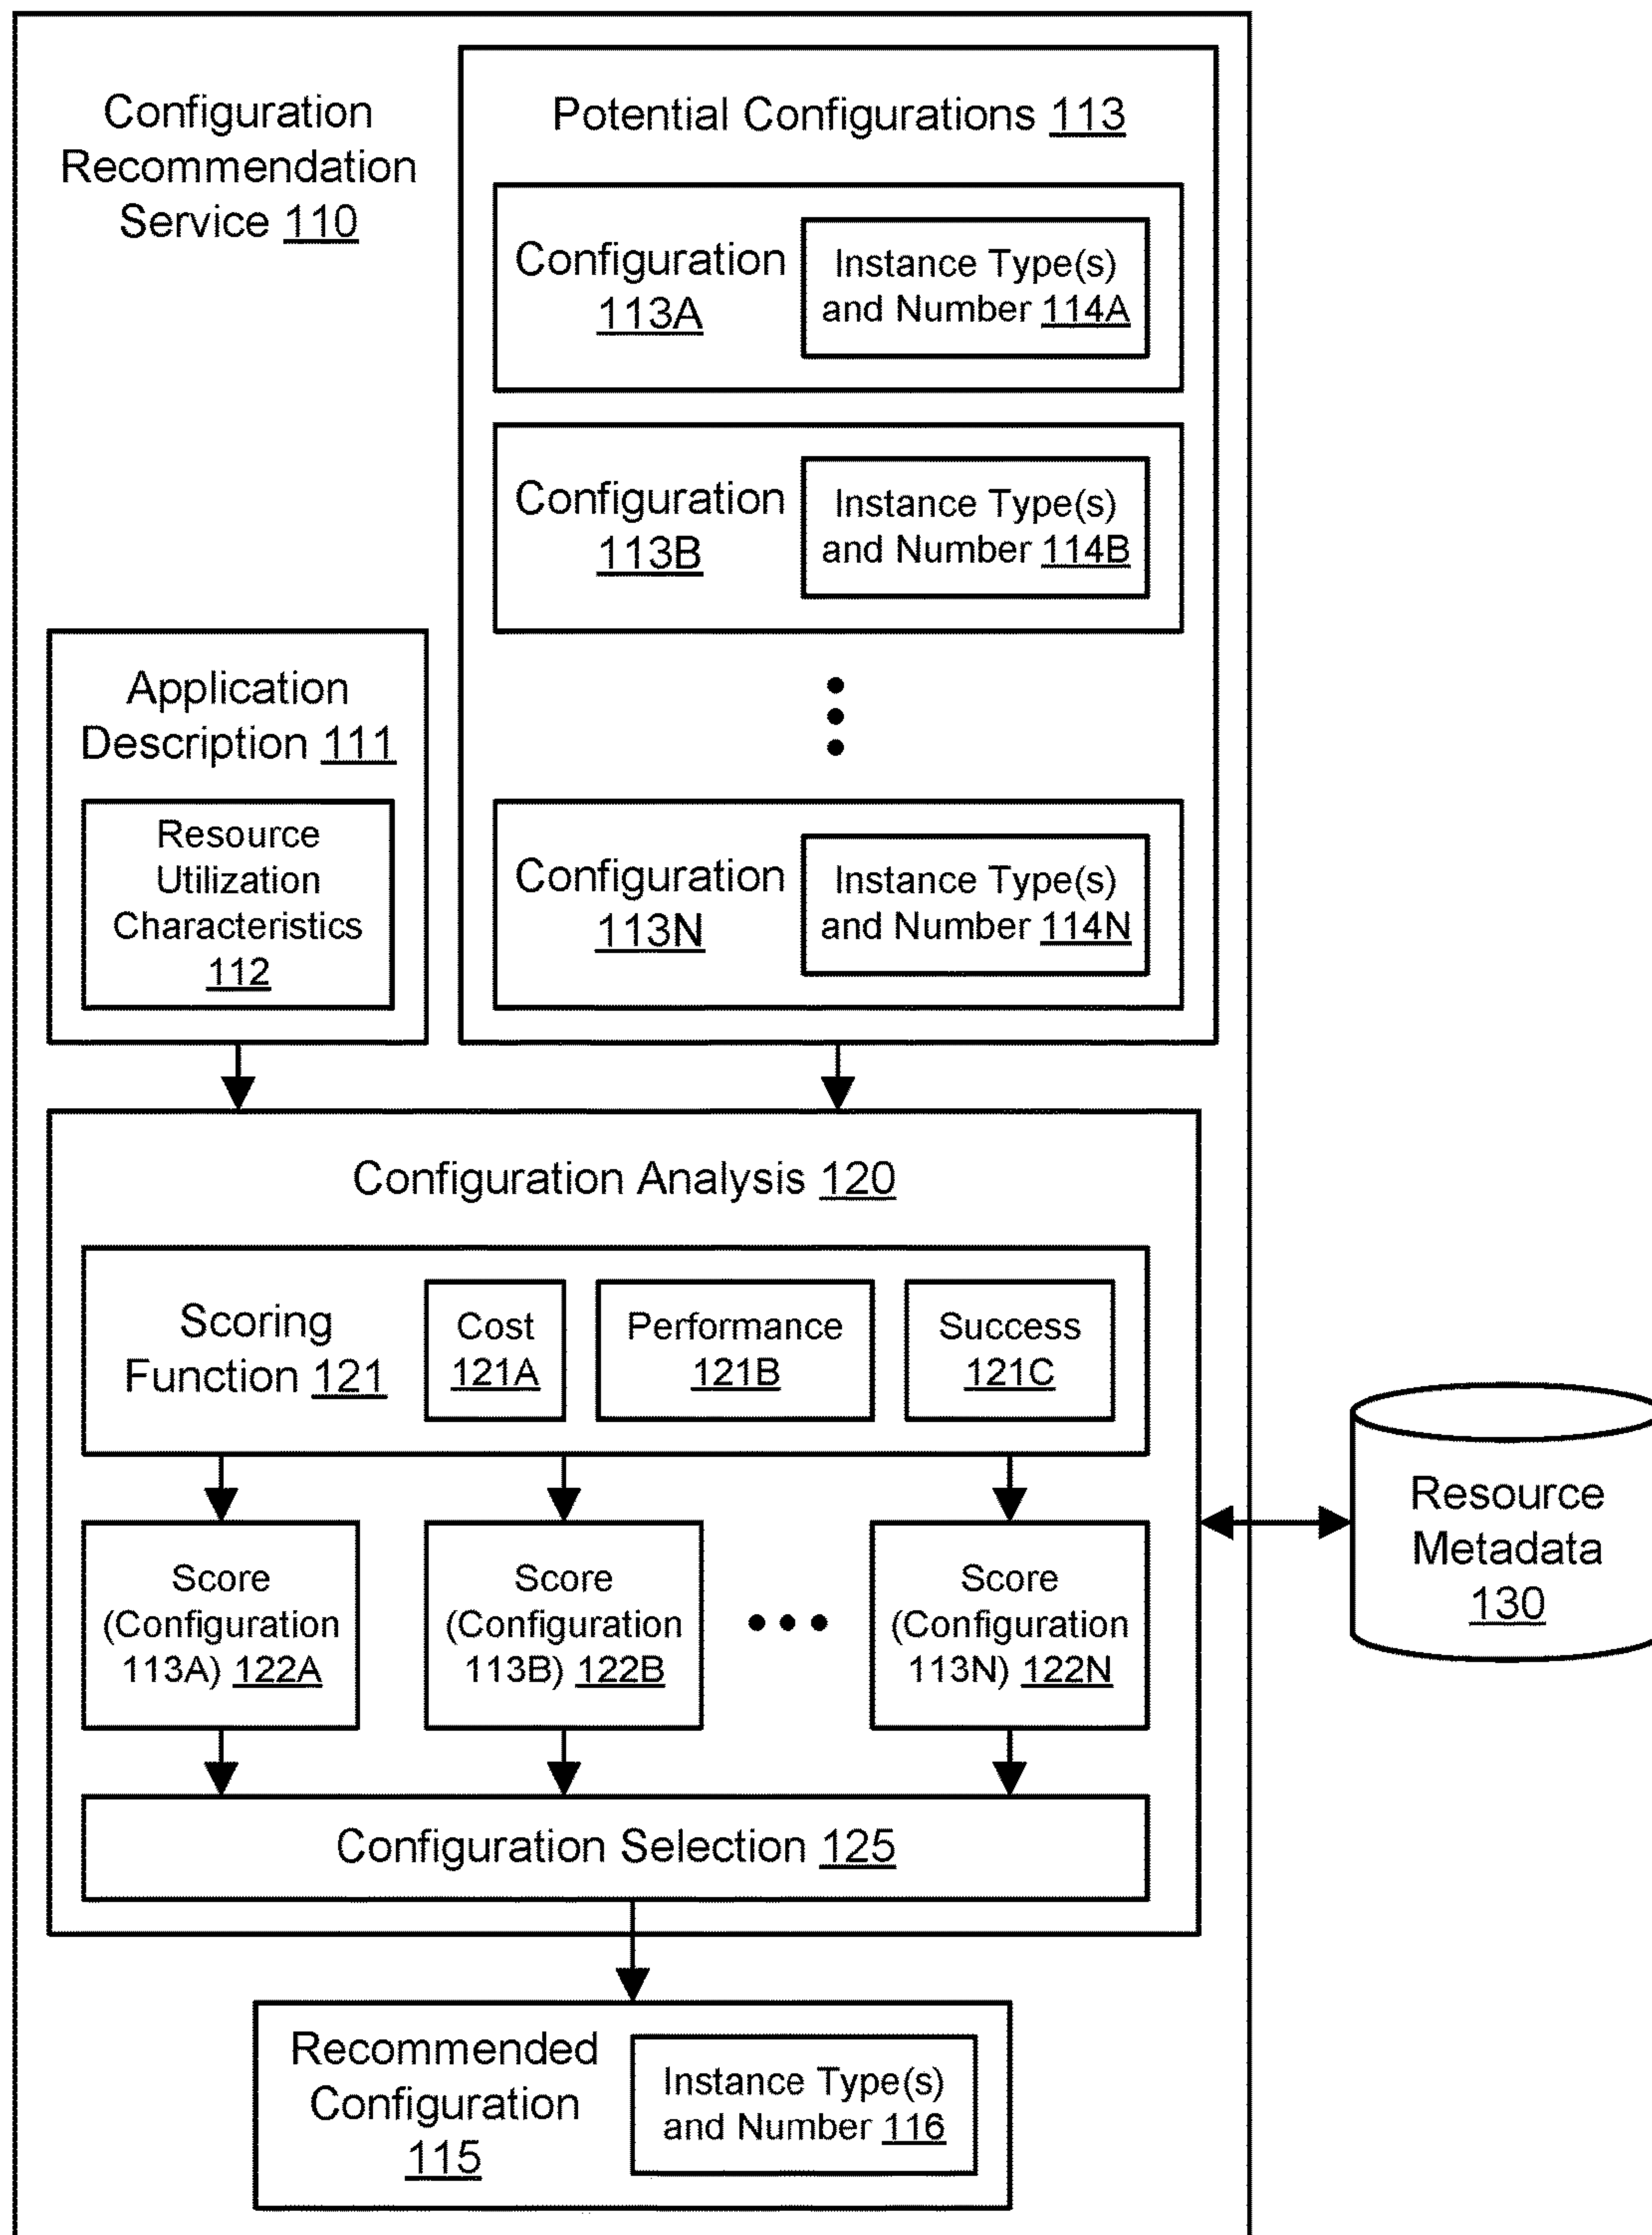 Configuration
Recommendation
Service 110
Potential Configurations 113
Configuration
113A
Instance Type(s)
and Number 114A
Configuration
113B
Instance Type(s)
and Number 114B
Configuration
113N
Instance Type(s)
and Number 114N
Application
Description 111
Resource
Utilization
Characteristics
112
Configuration Analysis 120
Scoring
Function 121
Cost
121A
Performance
121B
Success
121C
Score
(Configuration
113A) 122A
Score
(Configuration
113B) 122B
Score
(Configuration
113N) 122N
Configuration Selection 125
Resource
Metadata
130
Recommended
Configuration
115
Instance Type(s)
and Number 116